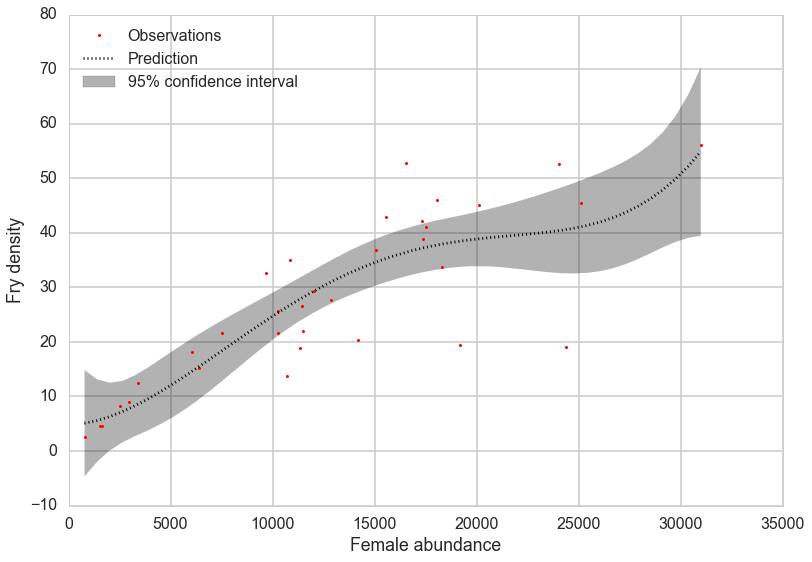 80
70
60
50
40
30
20
10
0
−10
Fry density
Observations
Prediction
95% confidence interval
0 5000 10000 15000 20000 25000 30000 35000
Female abundance